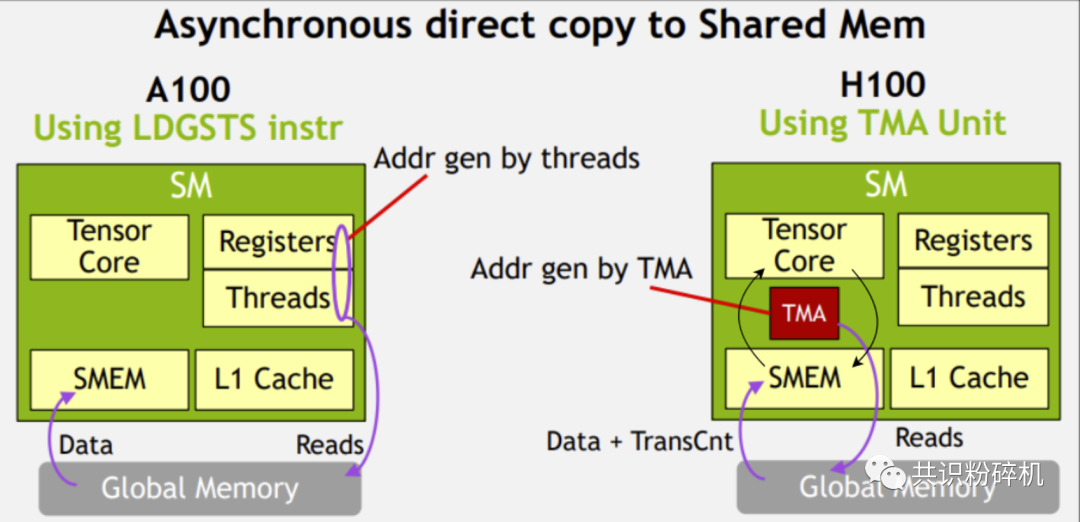 Asynchronous direct copy to Shared Mem
A100
Using LDGSTS instr
SM
Tensor
Core
Registers
Threads
SMEM
L1 Cache
Data
Reads
Global Memory
Addr gen by threads
H100
Using TMA Unit
SM
Tensor
Core
Registers
Threads
Addr gen by TMA
TMA
SMEM
L1 Cache
Data + TransCnt
Reads
Global Memory
共识粉碎机